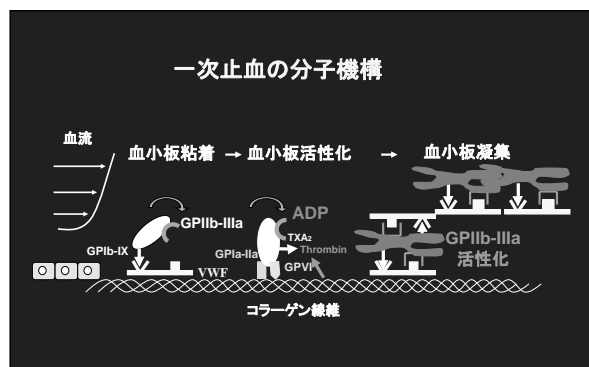 一次止血の分子機構
血流
血小板粘着 → 血小板活性化 → 血小板凝集
GPIIb-IIIa
ADP
TXA₂
Thrombin
GPIb-IX
GPIa-IIa
GPVI
VWF
GPIIb-IIIa
活性化
コラーゲン線維